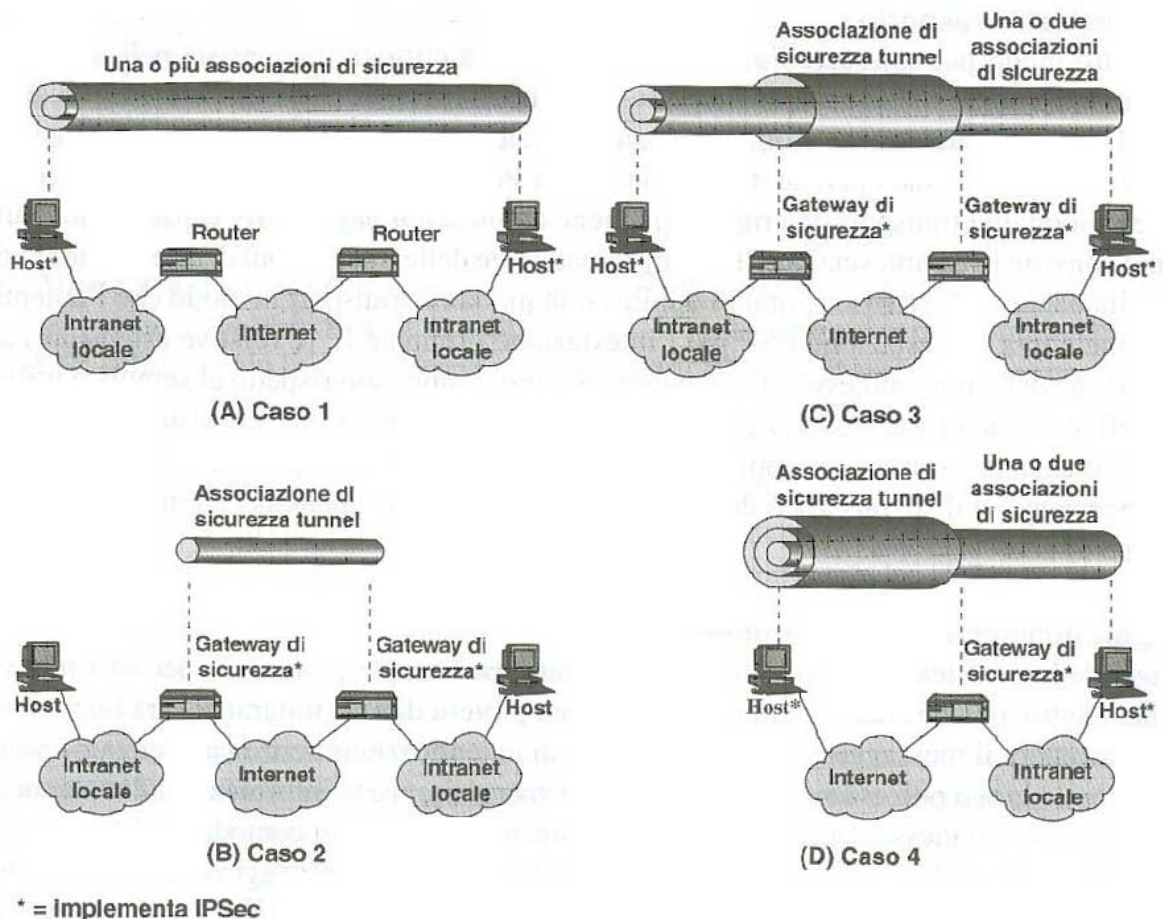 Una o più associazioni di sicurezza
Host*
Router
Router
Host*
Intranet
locale
Internet
Intranet
locale
(A) Caso 1
Associazione di
sicurezza tunnel
Una o due
associazioni
di sicurezza
Host*
Gateway di
sicurezza*
Gateway di
sicurezza*
Host*
Intranet
locale
Internet
Intranet
locale
(C) Caso 3
Associazione di
sicurezza tunnel
Host
Gateway di
sicurezza*
Gateway di
sicurezza*
Host
Intranet
locale
Internet
Intranet
locale
(B) Caso 2
Associazione di
sicurezza tunnel
Una o due
associazioni
di sicurezza
Host*
Gateway di
sicurezza*
Host*
Internet
Intranet
locale
(D) Caso 4
* = Implementa IPSec